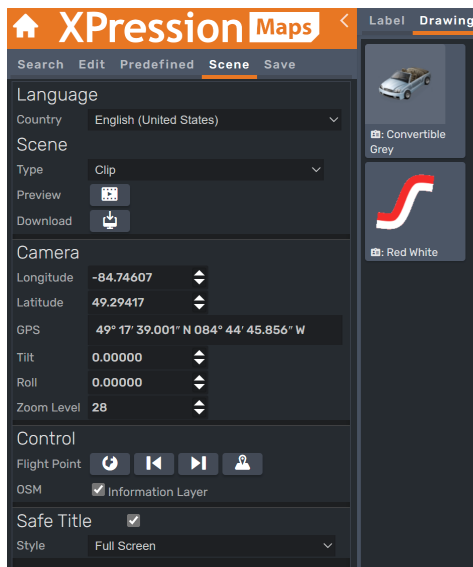 XPression Maps
Search Edit Predefined Scene Save
Language
Country English (United States)
Scene
Type Clip
Preview
Download
Camera
Longitude -84.74607
Latitude 49.29417
GPS 49° 17′ 39.001″ N 084° 44′ 45.856″ W
Tilt 0.00000
Roll 0.00000
Zoom Level 28
Control
Flight Point
OSM Information Layer
Safe Title
Style Full Screen
Label Drawing
: Convertible
Grey
: Red White